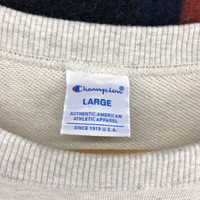 Champion
LARGE
AUTHENTIC AMERICAN
ATHLETIC APPAREL
SINCE 1919 U.S.A.